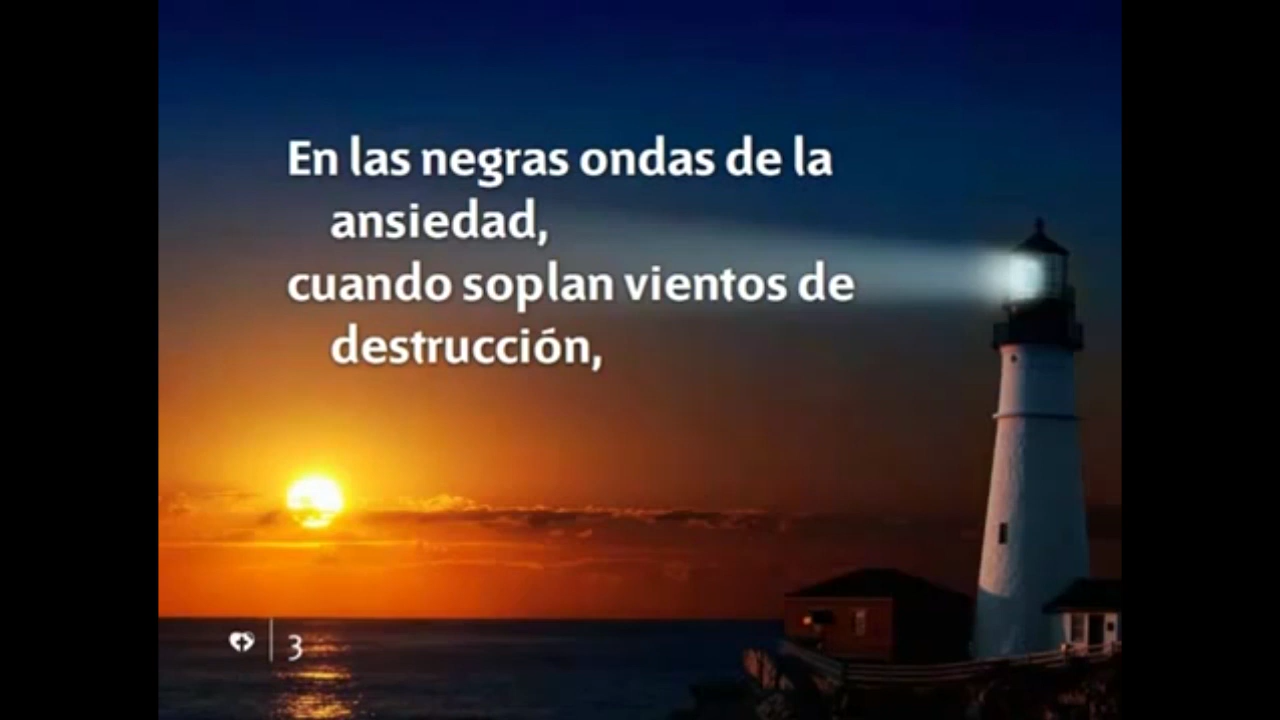 En las negras ondas de la
ansiedad,
cuando soplan vientos de
destrucción,
3